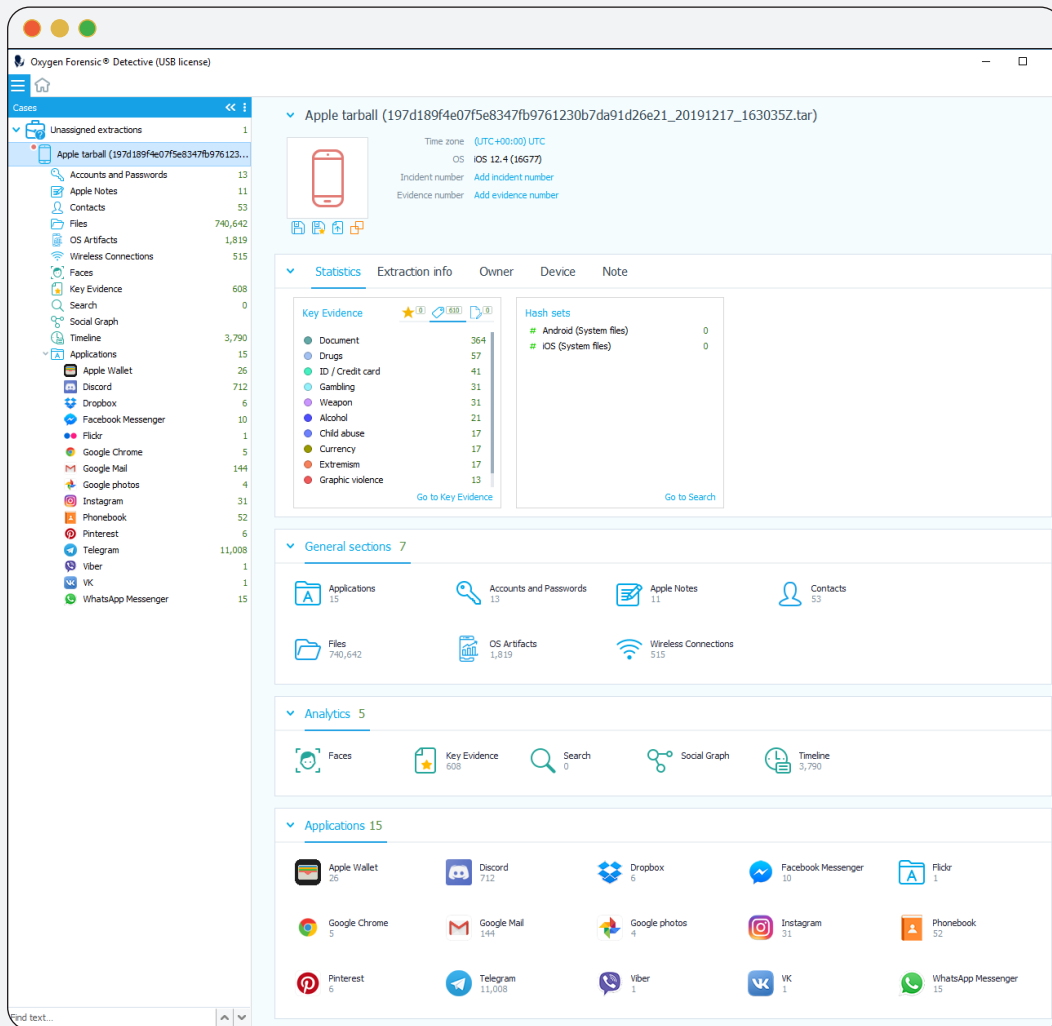 Oxygen Forensic® Detective (USB license)
Cases
Unassigned extractions 1
Apple tarball (197d189f4e07f5e8347fb976123...
Accounts and Passwords 13
Apple Notes 11
Contacts 53
Files 740,642
OS Artifacts 1,819
Wireless Connections 515
Faces
Key Evidence 608
Search 0
Social Graph
Timeline 3,790
Applications 15
Apple Wallet 26
Discord 712
Dropbox 6
Facebook Messenger 10
Flickr 1
Google Chrome 5
Google Mail 144
Google photos 4
Instagram 31
Phonebook 52
Pinterest 6
Telegram 11,008
Viber 1
VK 1
WhatsApp Messenger 15
Find text...
Apple tarball (197d189f4e07f5e8347fb9761230b7da91d26e21_20191217_163035Z.tar)
Time zone (UTC+00:00) UTC
OS iOS 12.4 (16G77)
Incident number Add incident number
Evidence number Add evidence number
Statistics Extraction info Owner Device Note
Key Evidence 0 610 0
Document 364
Drugs 57
ID / Credit card 41
Gambling 31
Weapon 31
Alcohol 21
Child abuse 17
Currency 17
Extremism 17
Graphic violence 13
Go to Key Evidence
Hash sets
# Android (System files) 0
# iOS (System files) 0
Go to Search
General sections 7
Applications
15
Accounts and Passwords
13
Apple Notes
11
Contacts
53
Files
740,642
OS Artifacts
1,819
Wireless Connections
515
Analytics 5
Faces
Key Evidence
608
Search
0
Social Graph
Timeline
3,790
Applications 15
Apple Wallet
26
Discord
712
Dropbox
6
Facebook Messenger
10
Flickr
1
Google Chrome
5
Google Mail
144
Google photos
4
Instagram
31
Phonebook
52
Pinterest
6
Telegram
11,008
Viber
1
VK
1
WhatsApp Messenger
15